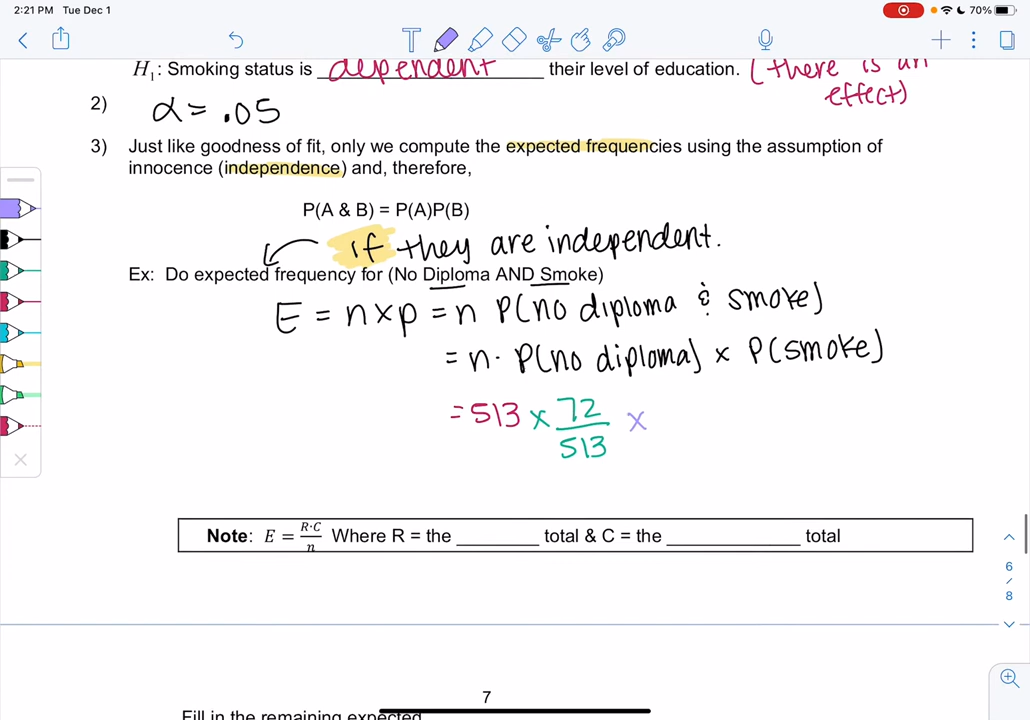 2:21 PM Tue Dec 1
70%
H₁: Smoking status is dependent their level of education. (there is an
effect)
2) α = .05
3) Just like goodness of fit, only we compute the expected frequencies using the assumption of
innocence (independence) and, therefore,
P(A & B) = P(A)P(B)
if they are independent.
Ex: Do expected frequency for (No Diploma AND Smoke)
E = n × p = n P(no diploma & smoke)
= n · P(no diploma) × P(smoke)
= 513 × 72/513 ×
Note: E = R·C/n Where R = the ________ total & C = the _____________ total
6
/
8
7
Fill in the remaining expected